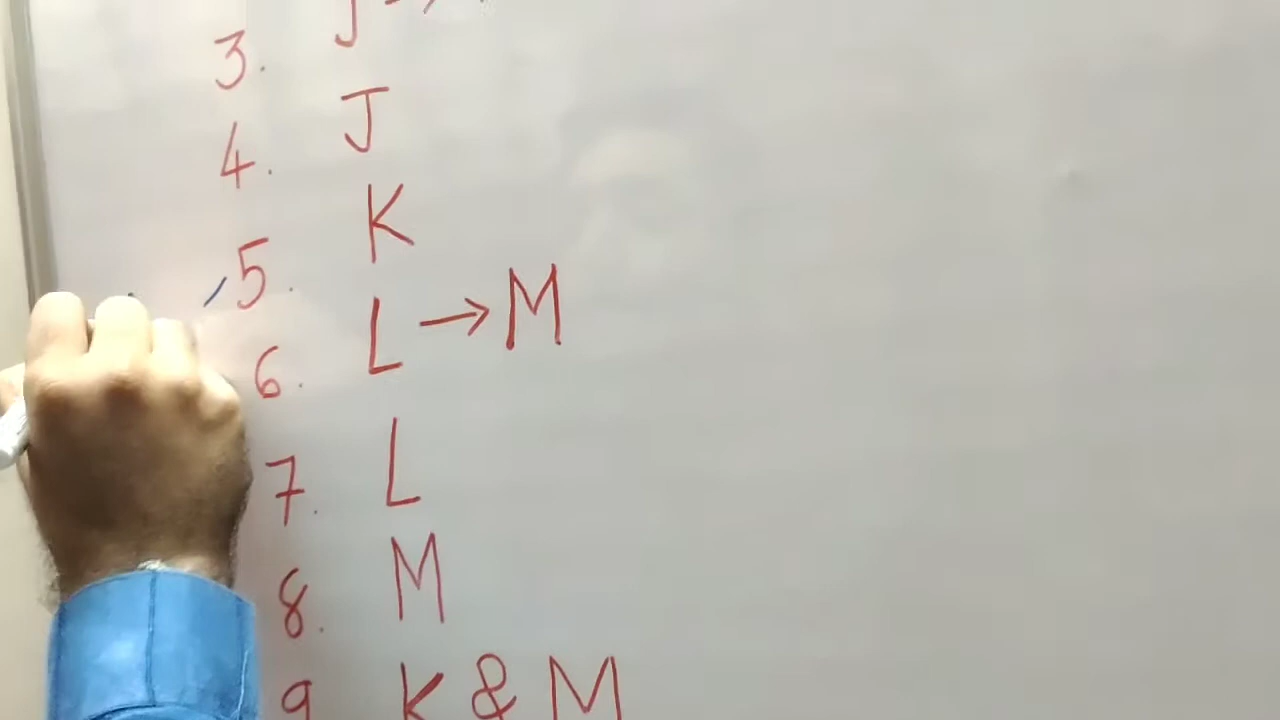 3. J →
4. J
5. K
6. L → M
7. L
8. M
9. K & M